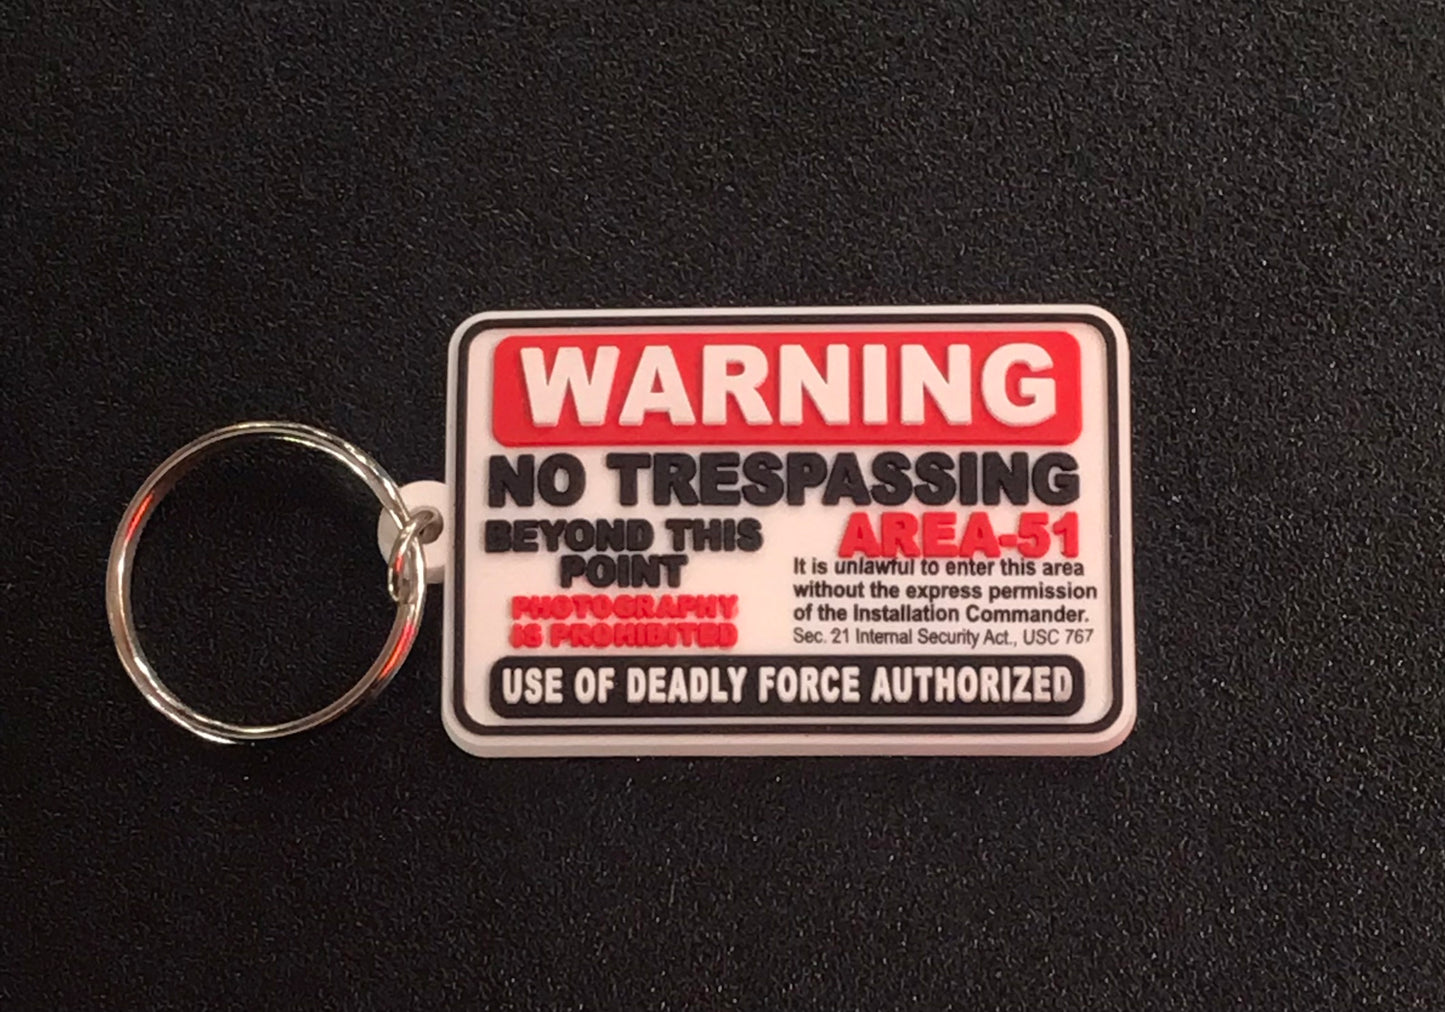 WARNING
NO TRESPASSING
BEYOND THIS
POINT
PHOTOGRAPHY
IS PROHIBITED
AREA-51
It is unlawful to enter this area
without the express permission
of the Installation Commander.
Sec. 21 Internal Security Act., USC 767
USE OF DEADLY FORCE AUTHORIZED